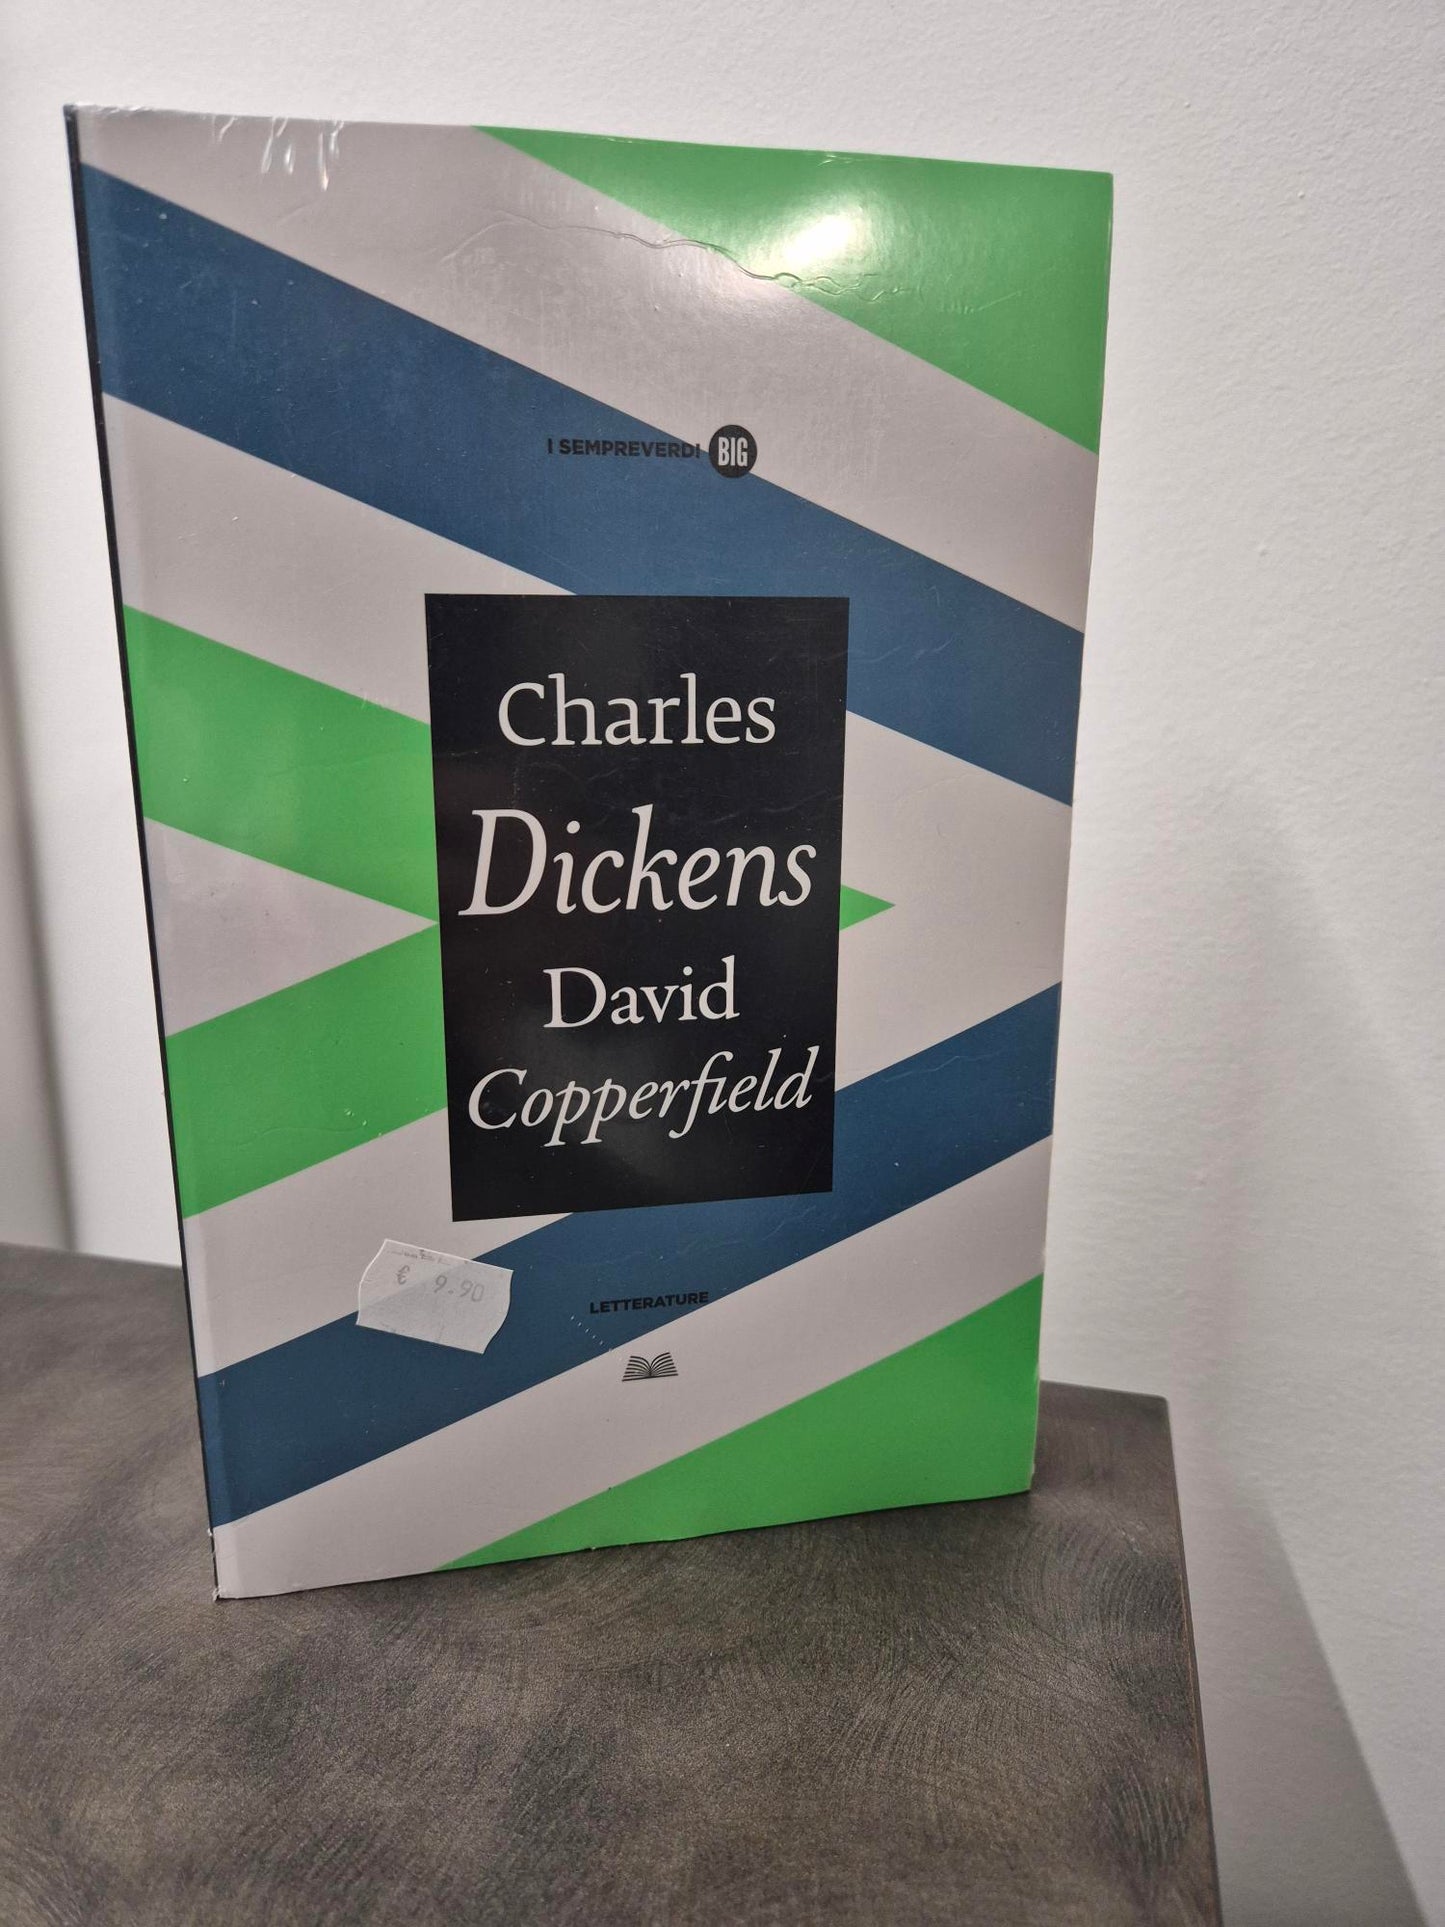 I SEMPREVERDI BIG
Charles
Dickens
David
Copperfield
€ 9.90
LETTERATURE